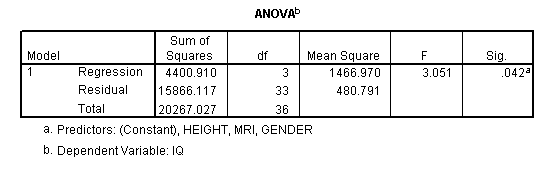 ANOVAb
Model Sum of Squares df Mean Square F Sig.
1 Regression 4400.910 3 1466.970 3.051 .042a
Residual 15866.117 33 480.791
Total 20267.027 36
a. Predictors: (Constant), HEIGHT, MRI, GENDER
b. Dependent Variable: IQ